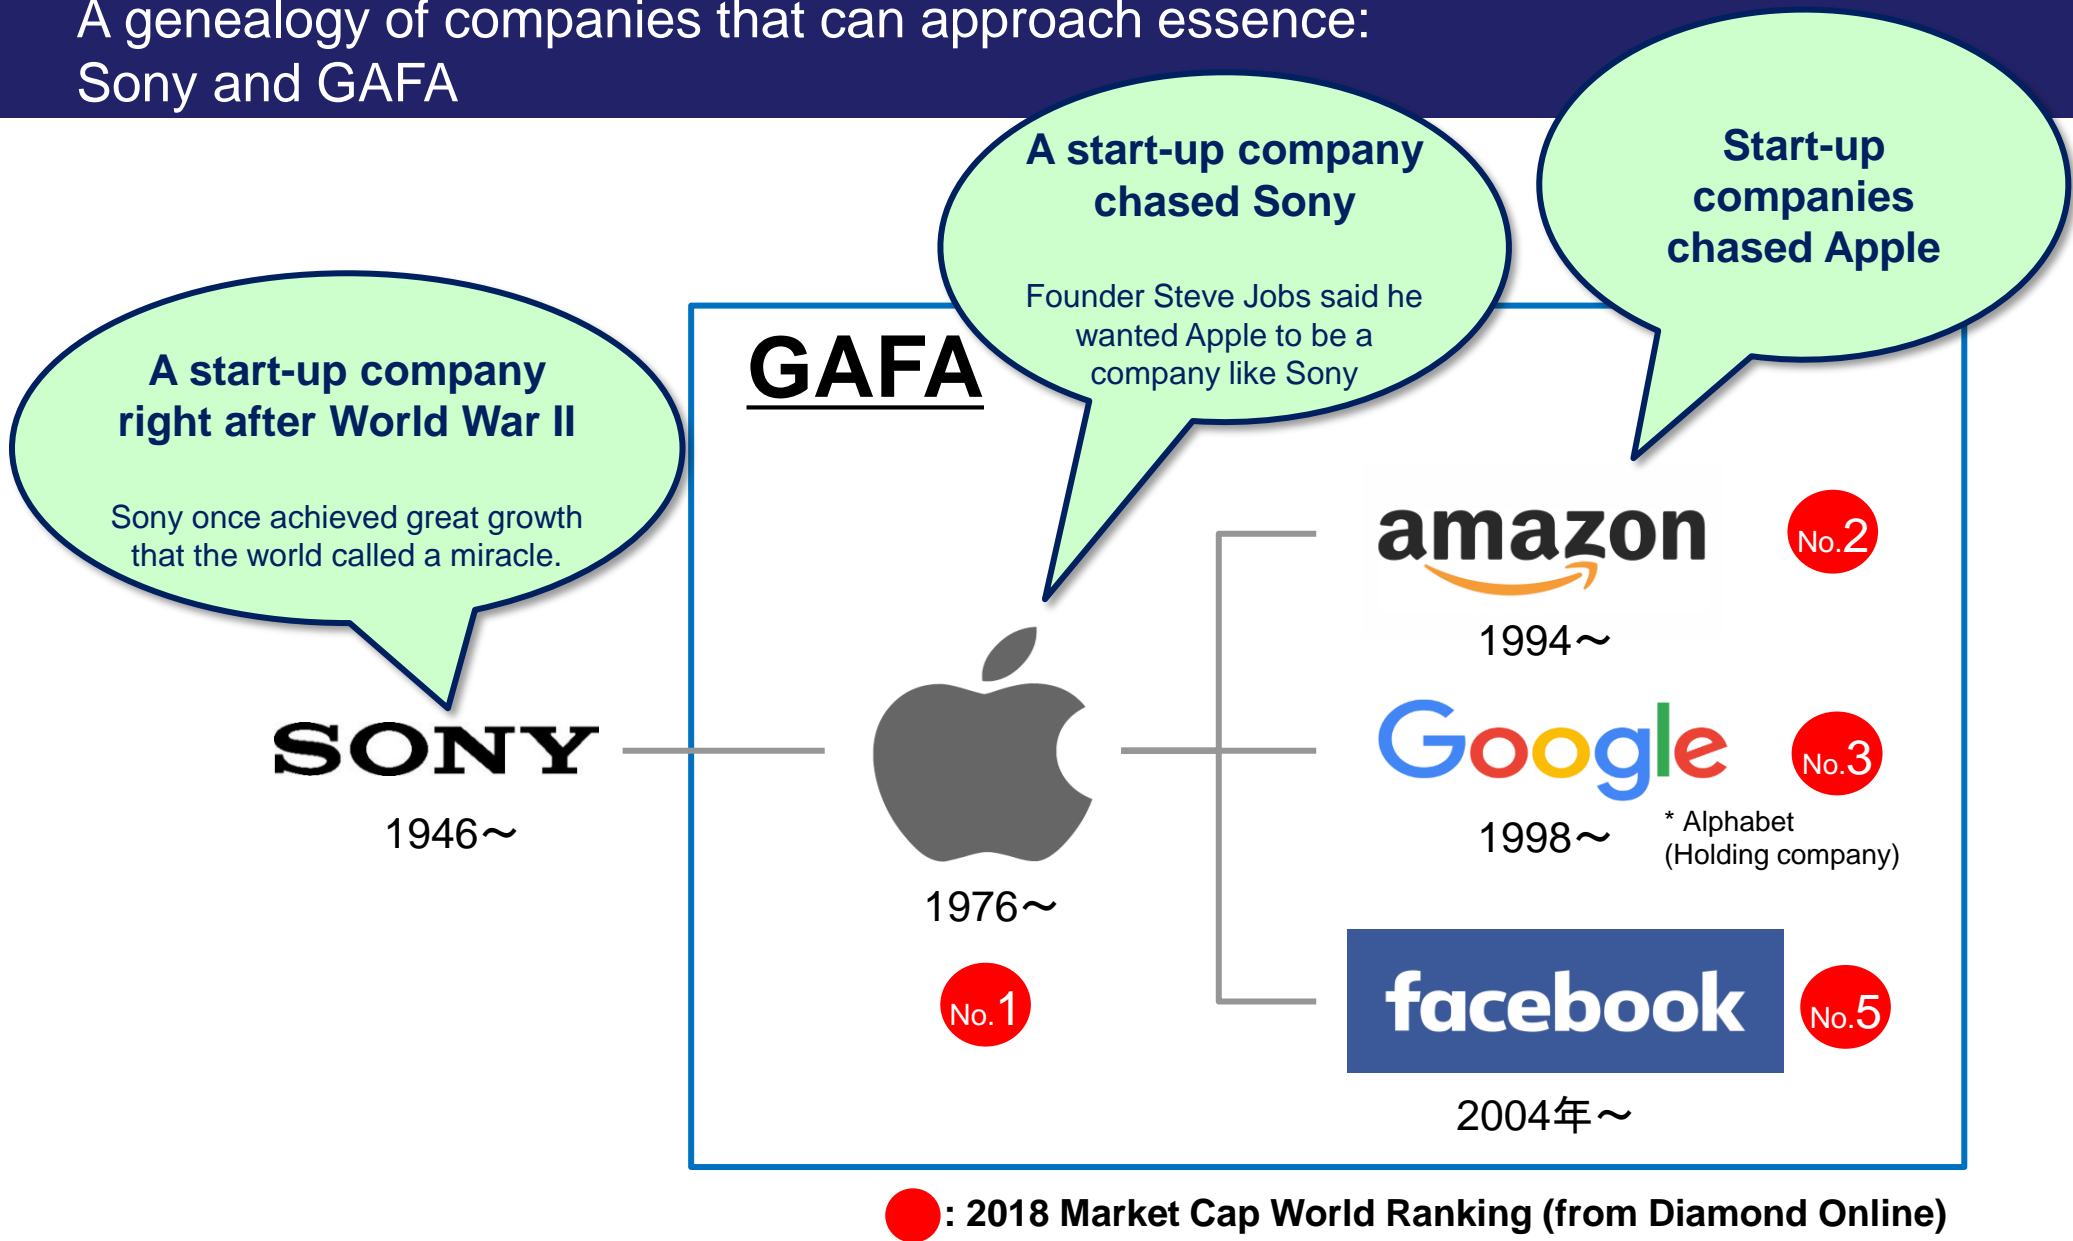 A genealogy of companies that can approach essence:
Sony and GAFA
A start-up company
right after World War II
Sony once achieved great growth
that the world called a miracle.
SONY
1946～
GAFA
A start-up company
chased Sony
Founder Steve Jobs said he
wanted Apple to be a
company like Sony
1976～
No.1
Start-up
companies
chased Apple
amazon
No.2
1994～
Google
No.3
1998～
* Alphabet
(Holding company)
facebook
No.5
2004年～
: 2018 Market Cap World Ranking (from Diamond Online)